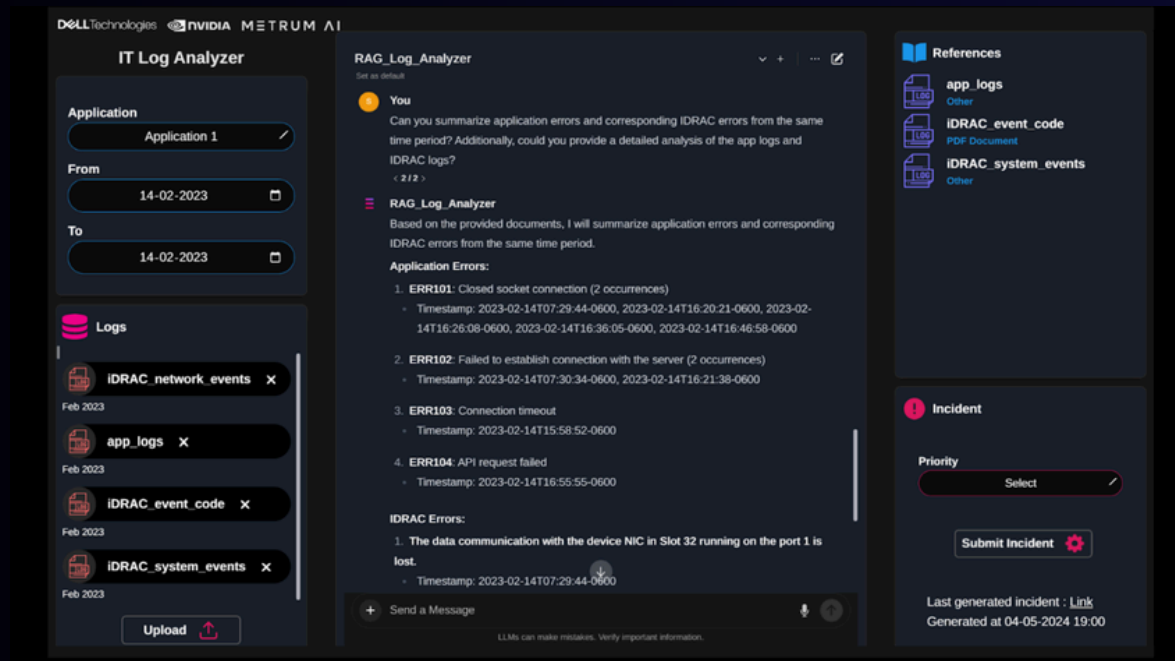 DELLTechnologies NVIDIA METRUM AI
IT Log Analyzer
Application
Application 1
From
14-02-2023
To
14-02-2023
Logs
iDRAC_network_events ×
Feb 2023
app_logs ×
Feb 2023
iDRAC_event_code ×
Feb 2023
iDRAC_system_events ×
Feb 2023
Upload
RAG_Log_Analyzer
Set as default
S
You
Can you summarize application errors and corresponding IDRAC errors from the same
time period? Additionally, could you provide a detailed analysis of the app logs and
IDRAC logs?
< 2/2 >
RAG_Log_Analyzer
Based on the provided documents, I will summarize application errors and corresponding
IDRAC errors from the same time period.
Application Errors:
1. ERR101: Closed socket connection (2 occurrences)
◦ Timestamp: 2023-02-14T07:29:44-0600, 2023-02-14T16:20:21-0600, 2023-02-
14T16:26:08-0600, 2023-02-14T16:36:05-0600, 2023-02-14T16:46:58-0600
2. ERR102: Failed to establish connection with the server (2 occurrences)
◦ Timestamp: 2023-02-14T07:30:34-0600, 2023-02-14T16:21:38-0600
3. ERR103: Connection timeout
◦ Timestamp: 2023-02-14T15:58:52-0600
4. ERR104: API request failed
◦ Timestamp: 2023-02-14T16:55:55-0600
IDRAC Errors:
1. The data communication with the device NIC in Slot 32 running on the port 1 is
lost.
◦ Timestamp: 2023-02-14T07:29:44-0600
+ Send a Message
LLMs can make mistakes. Verify important information.
References
LOG
app_logs
Other
LOG
iDRAC_event_code
PDF Document
LOG
iDRAC_system_events
Other
Incident
Priority
Select
Submit Incident
Last generated incident : Link
Generated at 04-05-2024 19:00